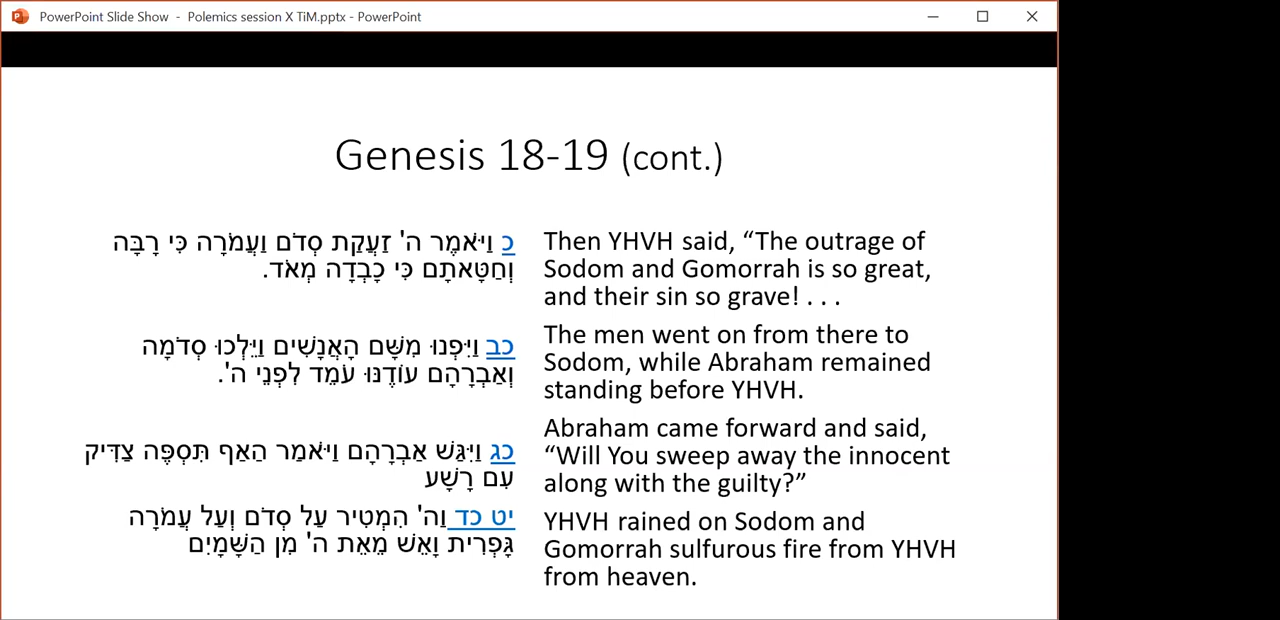 PowerPoint Slide Show - Polemics session X TiM.pptx - PowerPoint
Genesis 18-19 (cont.)
כ וַיֹּאמֶר ה' זַעֲקַת סְדֹם וַעֲמֹרָה כִּי רָבָּה
וְחַטָּאתָם כִּי כָבְדָה מְאֹד.
Then YHVH said, “The outrage of
Sodom and Gomorrah is so great,
and their sin so grave! . . .
כב וַיִּפְנוּ מִשָּׁם הָאֲנָשִׁים וַיֵּלְכוּ סְדֹמָה
וְאַבְרָהָם עוֹדֶנּוּ עֹמֵד לִפְנֵי ה'.
The men went on from there to
Sodom, while Abraham remained
standing before YHVH.
כג וַיִּגַּשׁ אַבְרָהָם וַיֹּאמַר הַאַף תִּסְפֶּה צַדִּיק
עִם רָשָׁע
Abraham came forward and said,
“Will You sweep away the innocent
along with the guilty?”
יט כד וַה' הִמְטִיר עַל סְדֹם וְעַל עֲמֹרָה
גָּפְרִית וָאֵשׁ מֵאֵת ה' מִן הַשָּׁמָיִם
YHVH rained on Sodom and
Gomorrah sulfurous fire from YHVH
from heaven.